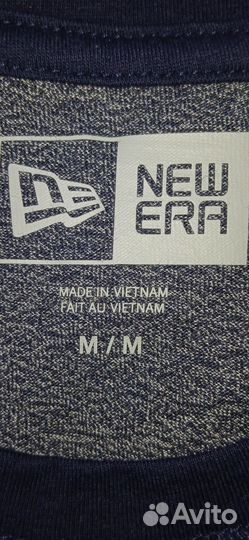 NEW
ERA
MADE IN VIETNAM
FAIT AU VIETNAM
M / M
Avito